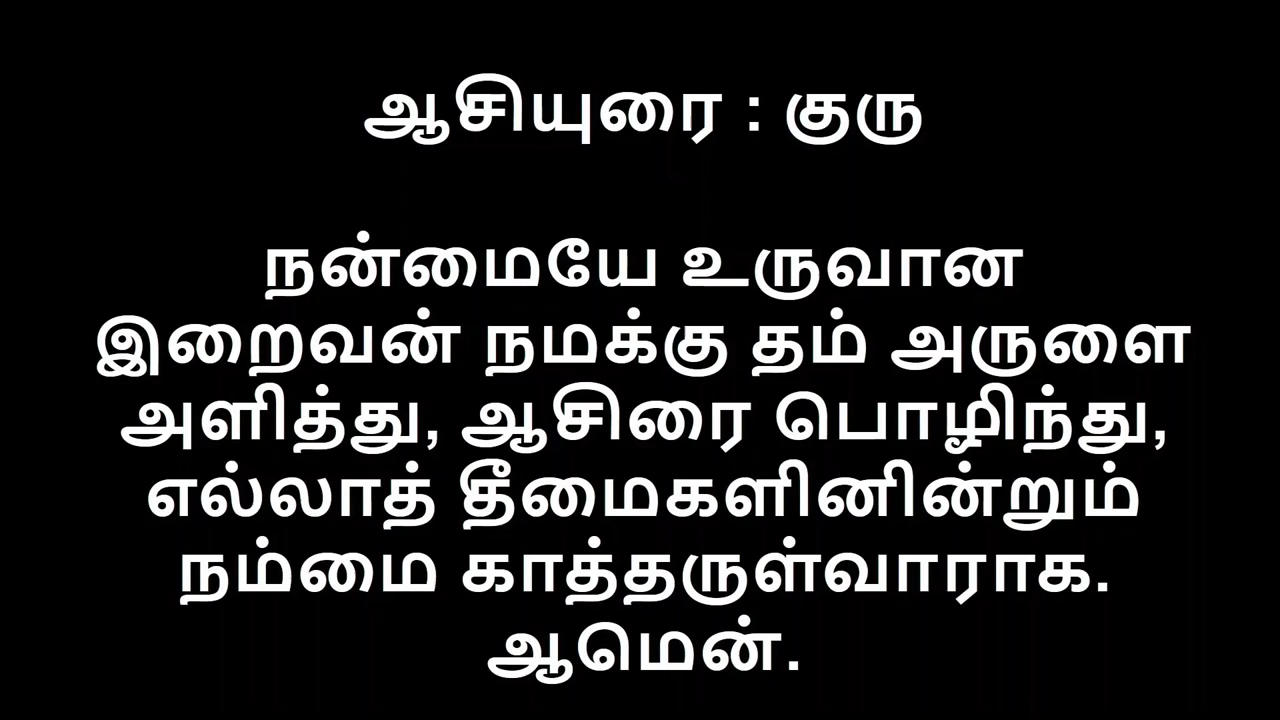 ஆசியுரை : குரு
நன்மையே உருவான
இறைவன் நமக்கு தம் அருளை
அளித்து, ஆசிரை பொழிந்து,
எல்லாத் தீமைகளினின்றும்
நம்மை காத்தருள்வாராக.
ஆமென்.